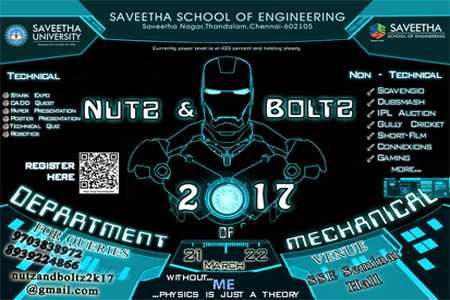 SAVEETHA SCHOOL OF ENGINEERING
Saveetha Nagar,Thandalam,Chennai-602105
SAVEETHA
UNIVERSITY
SAVEETHA
SCHOOL OF ENGINEERING
Currently power level is at 100 percent and holding steady.
Technical
Stark Expo
CADD Quest
Paper Presentation
Poster Presentation
Technical Quiz
Robotics
Non - Technical
Scavengio
Dubsmash
IPL Auction
Gully Cricket
Short-Film
Connexions
Gaming
More...
Nutz & Boltz
2017
REGISTER
HERE
DEPARTMENT
OF
MECHANICAL
21 March 22
FOR QUERIES
9703838972
8939224866
nutzandboltz2k17
@gmail.com
VENUE
SSE Seminar
Hall
WITHOUT...
ME
...PHYSICS IS JUST A THEORY